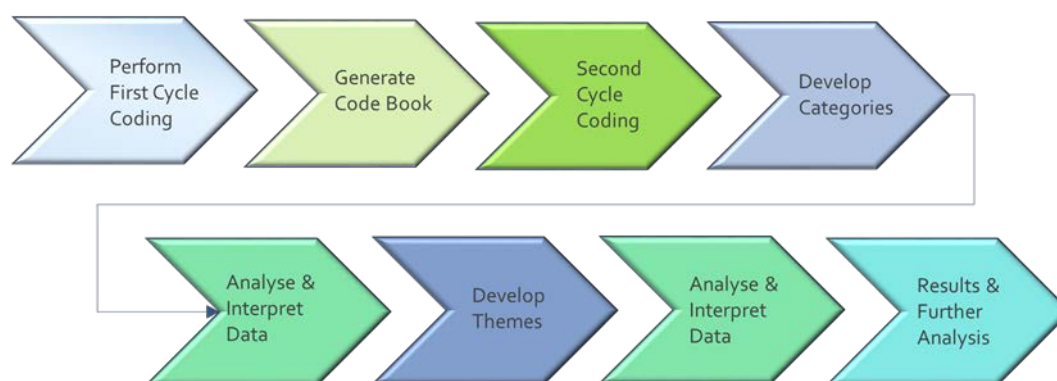 Perform
First Cycle
Coding
Generate
Code Book
Second
Cycle
Coding
Develop
Categories
Analyse &
Interpret
Data
Develop
Themes
Analyse &
Interpret
Data
Results &
Further
Analysis